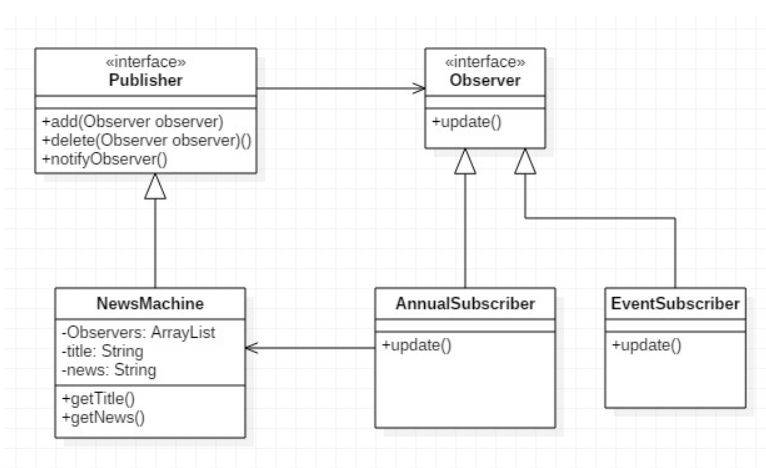 «interface»
Publisher
+add(Observer observer)
+delete(Observer observer)()
+notifyObserver()
«interface»
Observer
+update()
NewsMachine
-Observers: ArrayList
-title: String
-news: String
+getTitle()
+getNews()
AnnualSubscriber
+update()
EventSubscriber
+update()